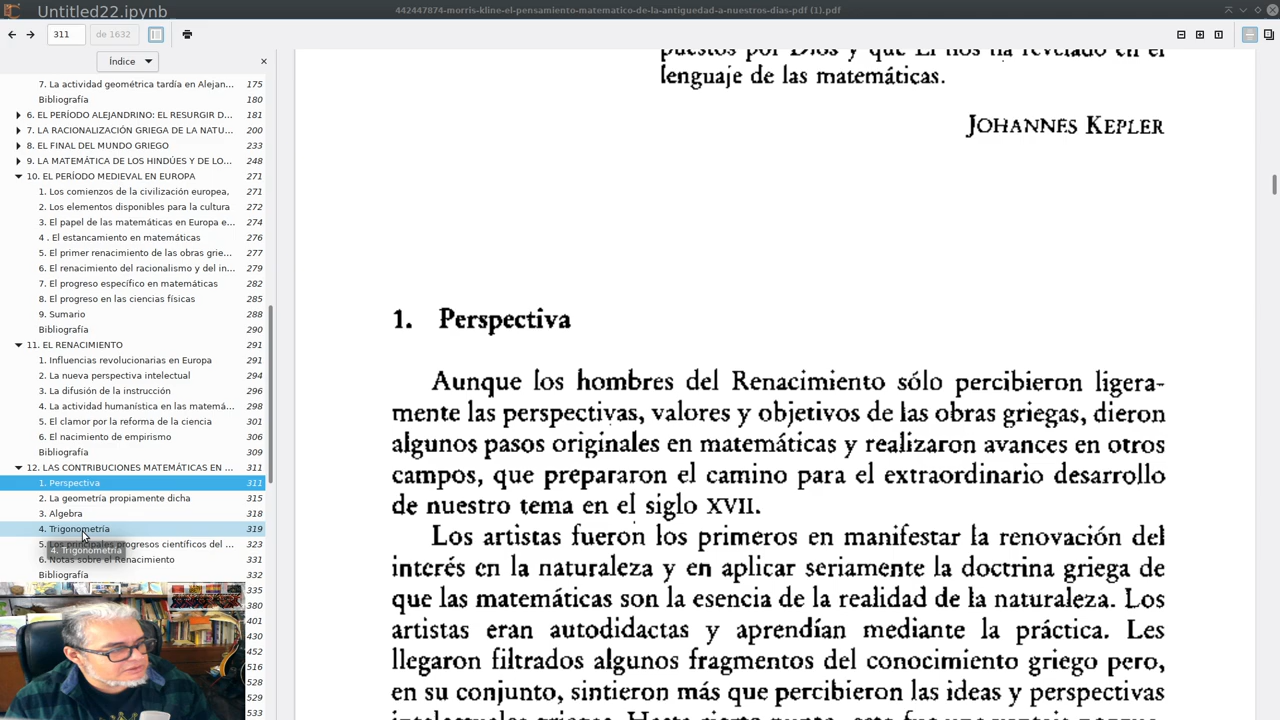 Untitled22.ipynb
442447874-morris-kline-el-pensamiento-matematico-de-la-antiguedad-a-nuestros-dias-pdf (1).pdf
311
de 1632
Índice
7. La actividad geométrica tardía en Alejan... 175
Bibliografía 180
6. EL PERÍODO ALEJANDRINO: EL RESURGIR D... 181
7. LA RACIONALIZACIÓN GRIEGA DE LA NATU... 200
8. EL FINAL DEL MUNDO GRIEGO 233
9. LA MATEMÁTICA DE LOS HINDÚES Y DE LO... 248
10. EL PERÍODO MEDIEVAL EN EUROPA 271
1. Los comienzos de la civilización europea, 271
2. Los elementos disponibles para la cultura 272
3. El papel de las matemáticas en Europa e... 274
4 . El estancamiento en matemáticas 276
5. El primer renacimiento de las obras grie... 277
6. El renacimiento del racionalismo y del in... 279
7. El progreso específico en matemáticas 282
8. El progreso en las ciencias físicas 285
9. Sumario 288
Bibliografía 290
11. EL RENACIMIENTO 291
1. Influencias revolucionarias en Europa 291
2. La nueva perspectiva intelectual 294
3. La difusión de la instrucción 296
4. La actividad humanística en las matemá... 298
5. El clamor por la reforma de la ciencia 301
6. El nacimiento de empirismo 306
Bibliografía 309
12. LAS CONTRIBUCIONES MATEMÁTICAS EN ... 311
1. Perspectiva 311
2. La geometría propiamente dicha 315
3. Algebra 318
4. Trigonometría 319
5. Los principales progresos científicos del ... 323
4. Trigonometría
6. Notas sobre el Renacimiento 331
Bibliografía 332
335
380
401
430
452
516
528
529
533
puestos por Dios y que El nos ha revelado en el
lenguaje de las matemáticas.
JOHANNES KEPLER
1. Perspectiva
Aunque los hombres del Renacimiento sólo percibieron ligera-
mente las perspectivas, valores y objetivos de las obras griegas, dieron
algunos pasos originales en matemáticas y realizaron avances en otros
campos, que prepararon el camino para el extraordinario desarrollo
de nuestro tema en el siglo XVII.
Los artistas fueron los primeros en manifestar la renovación del
interés en la naturaleza y en aplicar seriamente la doctrina griega de
que las matemáticas son la esencia de la realidad de la naturaleza. Los
artistas eran autodidactas y aprendían mediante la práctica. Les
llegaron filtrados algunos fragmentos del conocimiento griego pero,
en su conjunto, sintieron más que percibieron las ideas y perspectivas